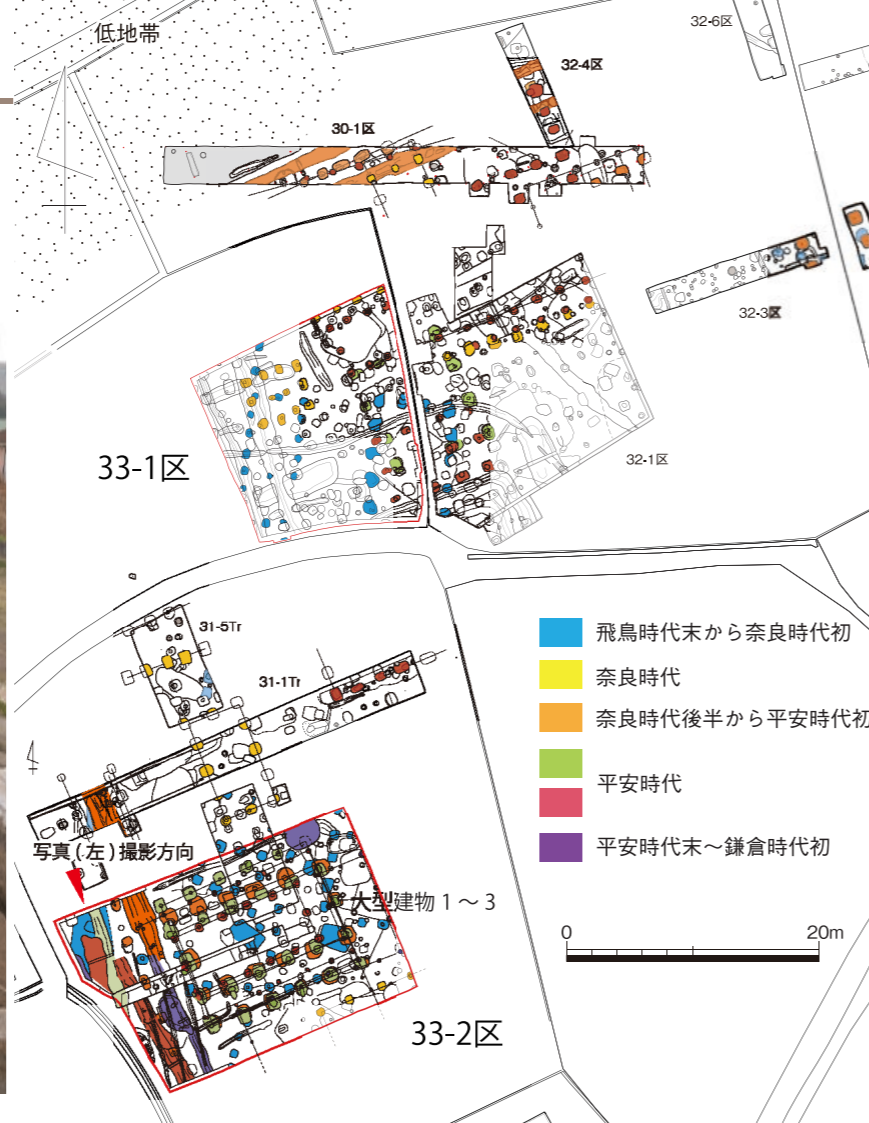 低地帯
32-6区
32-4区
30-1区
32-3区
33-1区
32-1区
31-5Tr
31-1Tr
飛鳥時代末から奈良時代初
奈良時代
奈良時代後半から平安時代初
平安時代
平安時代末～鎌倉時代初
写真(左)撮影方向
大型建物1～3
0 20m
33-2区